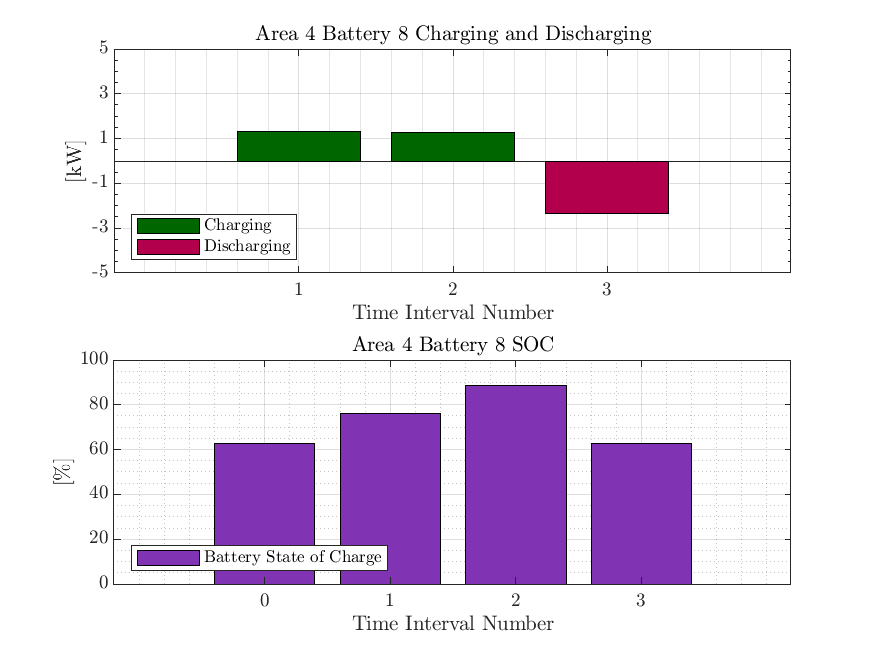 Area 4 Battery 8 Charging and Discharging
5
3
1
-1
-3
-5
[kW]
Charging
Discharging
1 2 3
Time Interval Number
Area 4 Battery 8 SOC
100
80
60
40
20
0
[%]
Battery State of Charge
0 1 2 3
Time Interval Number